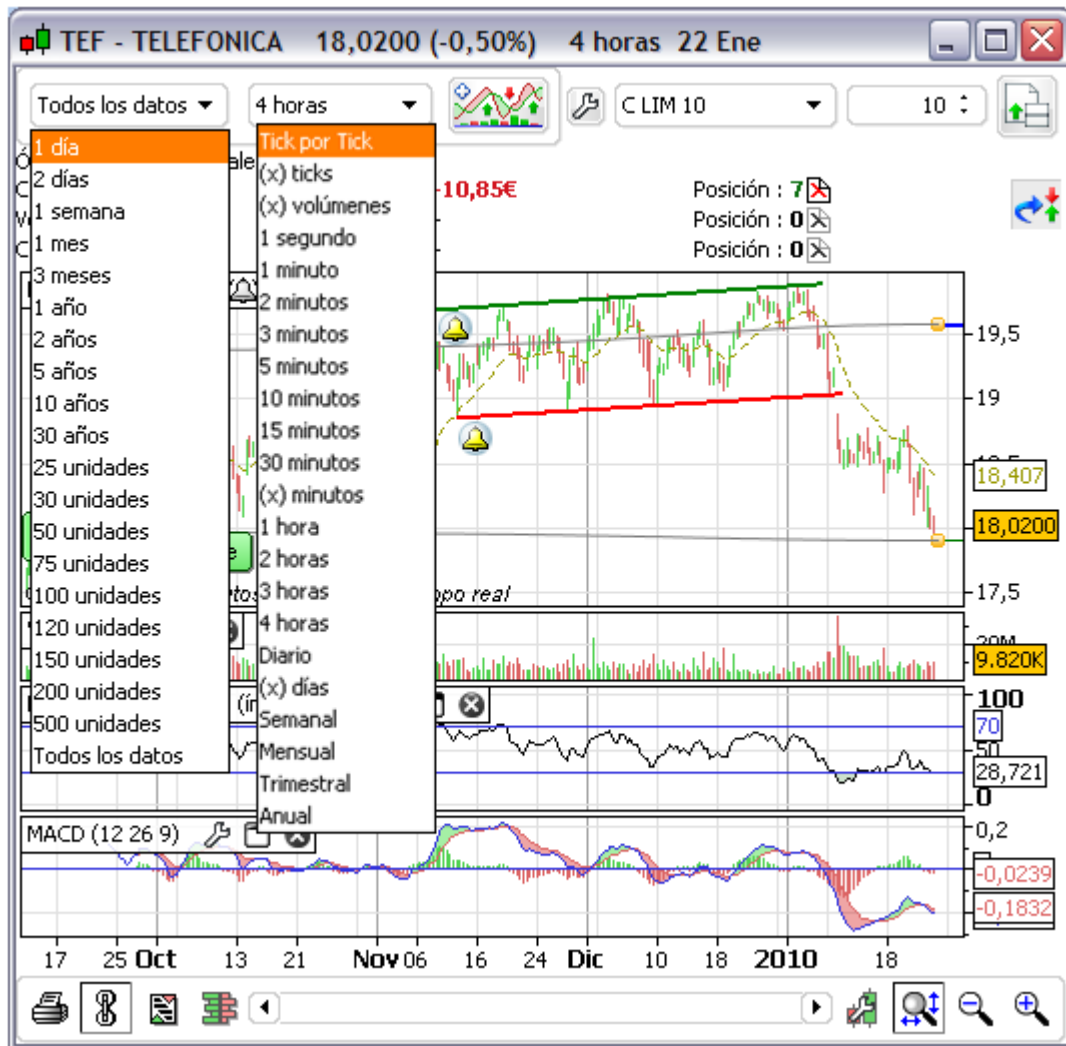 TEF - TELEFONICA 18,0200 (-0,50%) 4 horas 22 Ene
Todos los datos 4 horas C LIM 10 10
1 día
2 días
1 semana
1 mes
3 meses
1 año
2 años
5 años
10 años
30 años
25 unidades
30 unidades
50 unidades
75 unidades
100 unidades
120 unidades
150 unidades
200 unidades
500 unidades
Todos los datos
Tick por Tick
(x) ticks
(x) volúmenes
1 segundo
1 minuto
2 minutos
3 minutos
5 minutos
10 minutos
15 minutos
30 minutos
(x) minutos
1 hora
2 horas
3 horas
4 horas
Diario
(x) días
Semanal
Mensual
Trimestral
Anual
-10,85€
Posición : 7
Posición : 0
Posición : 0
19,5
19
18,407
18,0200
17,5
real
20M
9.820K
100
70
50
28,721
0
MACD (12 26 9)
0,2
-0,0239
-0,1832
17 25 Oct 13 21 Nov 06 16 24 Dic 10 18 2010 18